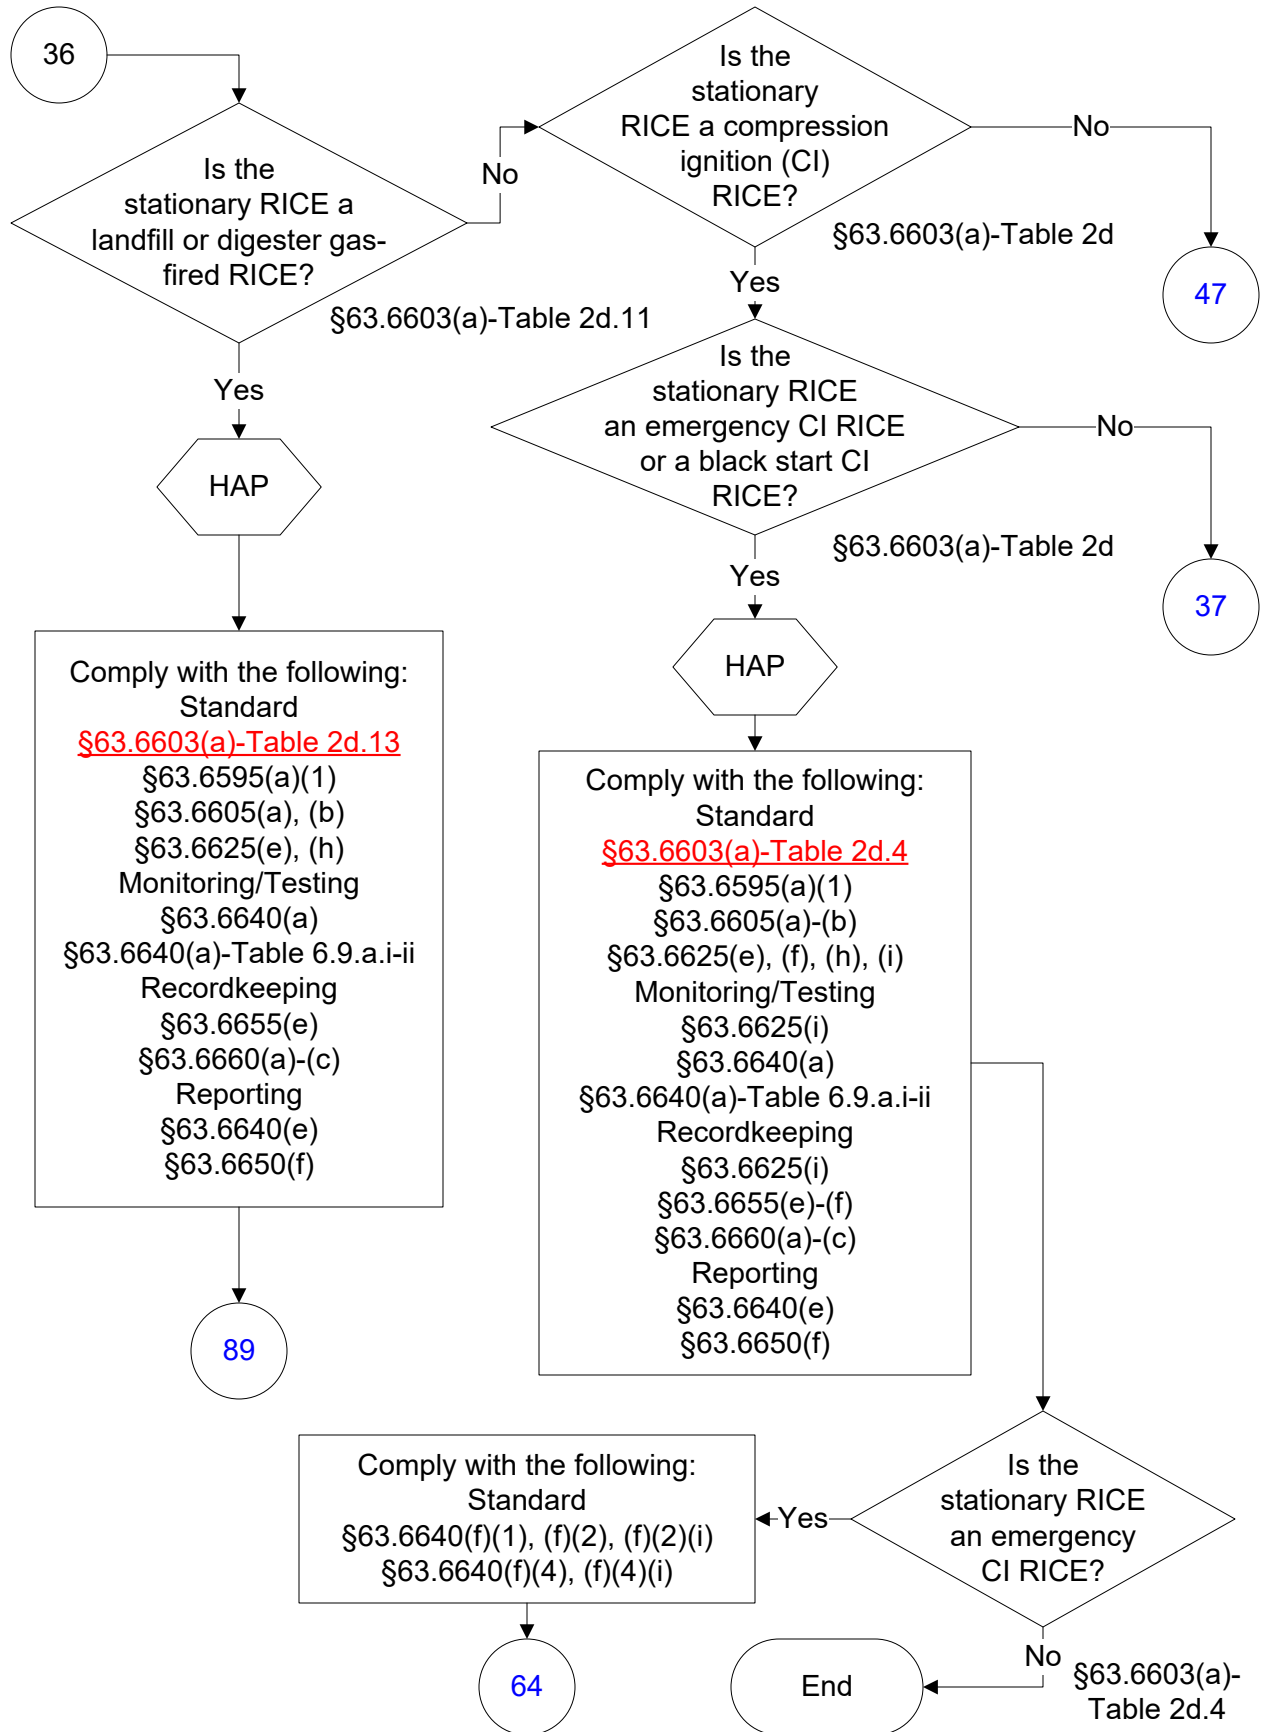 36
Is the
stationary RICE a
landfill or digester gas-
fired RICE?
§63.6603(a)-Table 2d.11
No
Yes
HAP
Comply with the following:
Standard
§63.6603(a)-Table 2d.13
§63.6595(a)(1)
§63.6605(a), (b)
§63.6625(e), (h)
Monitoring/Testing
§63.6640(a)
§63.6640(a)-Table 6.9.a.i-ii
Recordkeeping
§63.6655(e)
§63.6660(a)-(c)
Reporting
§63.6640(e)
§63.6650(f)
89
Is the
stationary
RICE a compression
ignition (CI)
RICE?
§63.6603(a)-Table 2d
No
47
Yes
Is the
stationary RICE
an emergency CI RICE
or a black start CI
RICE?
§63.6603(a)-Table 2d
No
37
Yes
HAP
Comply with the following:
Standard
§63.6603(a)-Table 2d.4
§63.6595(a)(1)
§63.6605(a)-(b)
§63.6625(e), (f), (h), (i)
Monitoring/Testing
§63.6625(i)
§63.6640(a)
§63.6640(a)-Table 6.9.a.i-ii
Recordkeeping
§63.6625(i)
§63.6655(e)-(f)
§63.6660(a)-(c)
Reporting
§63.6640(e)
§63.6650(f)
Is the
stationary RICE
an emergency
CI RICE?
Yes
Comply with the following:
Standard
§63.6640(f)(1), (f)(2), (f)(2)(i)
§63.6640(f)(4), (f)(4)(i)
64
No
§63.6603(a)-
Table 2d.4
End